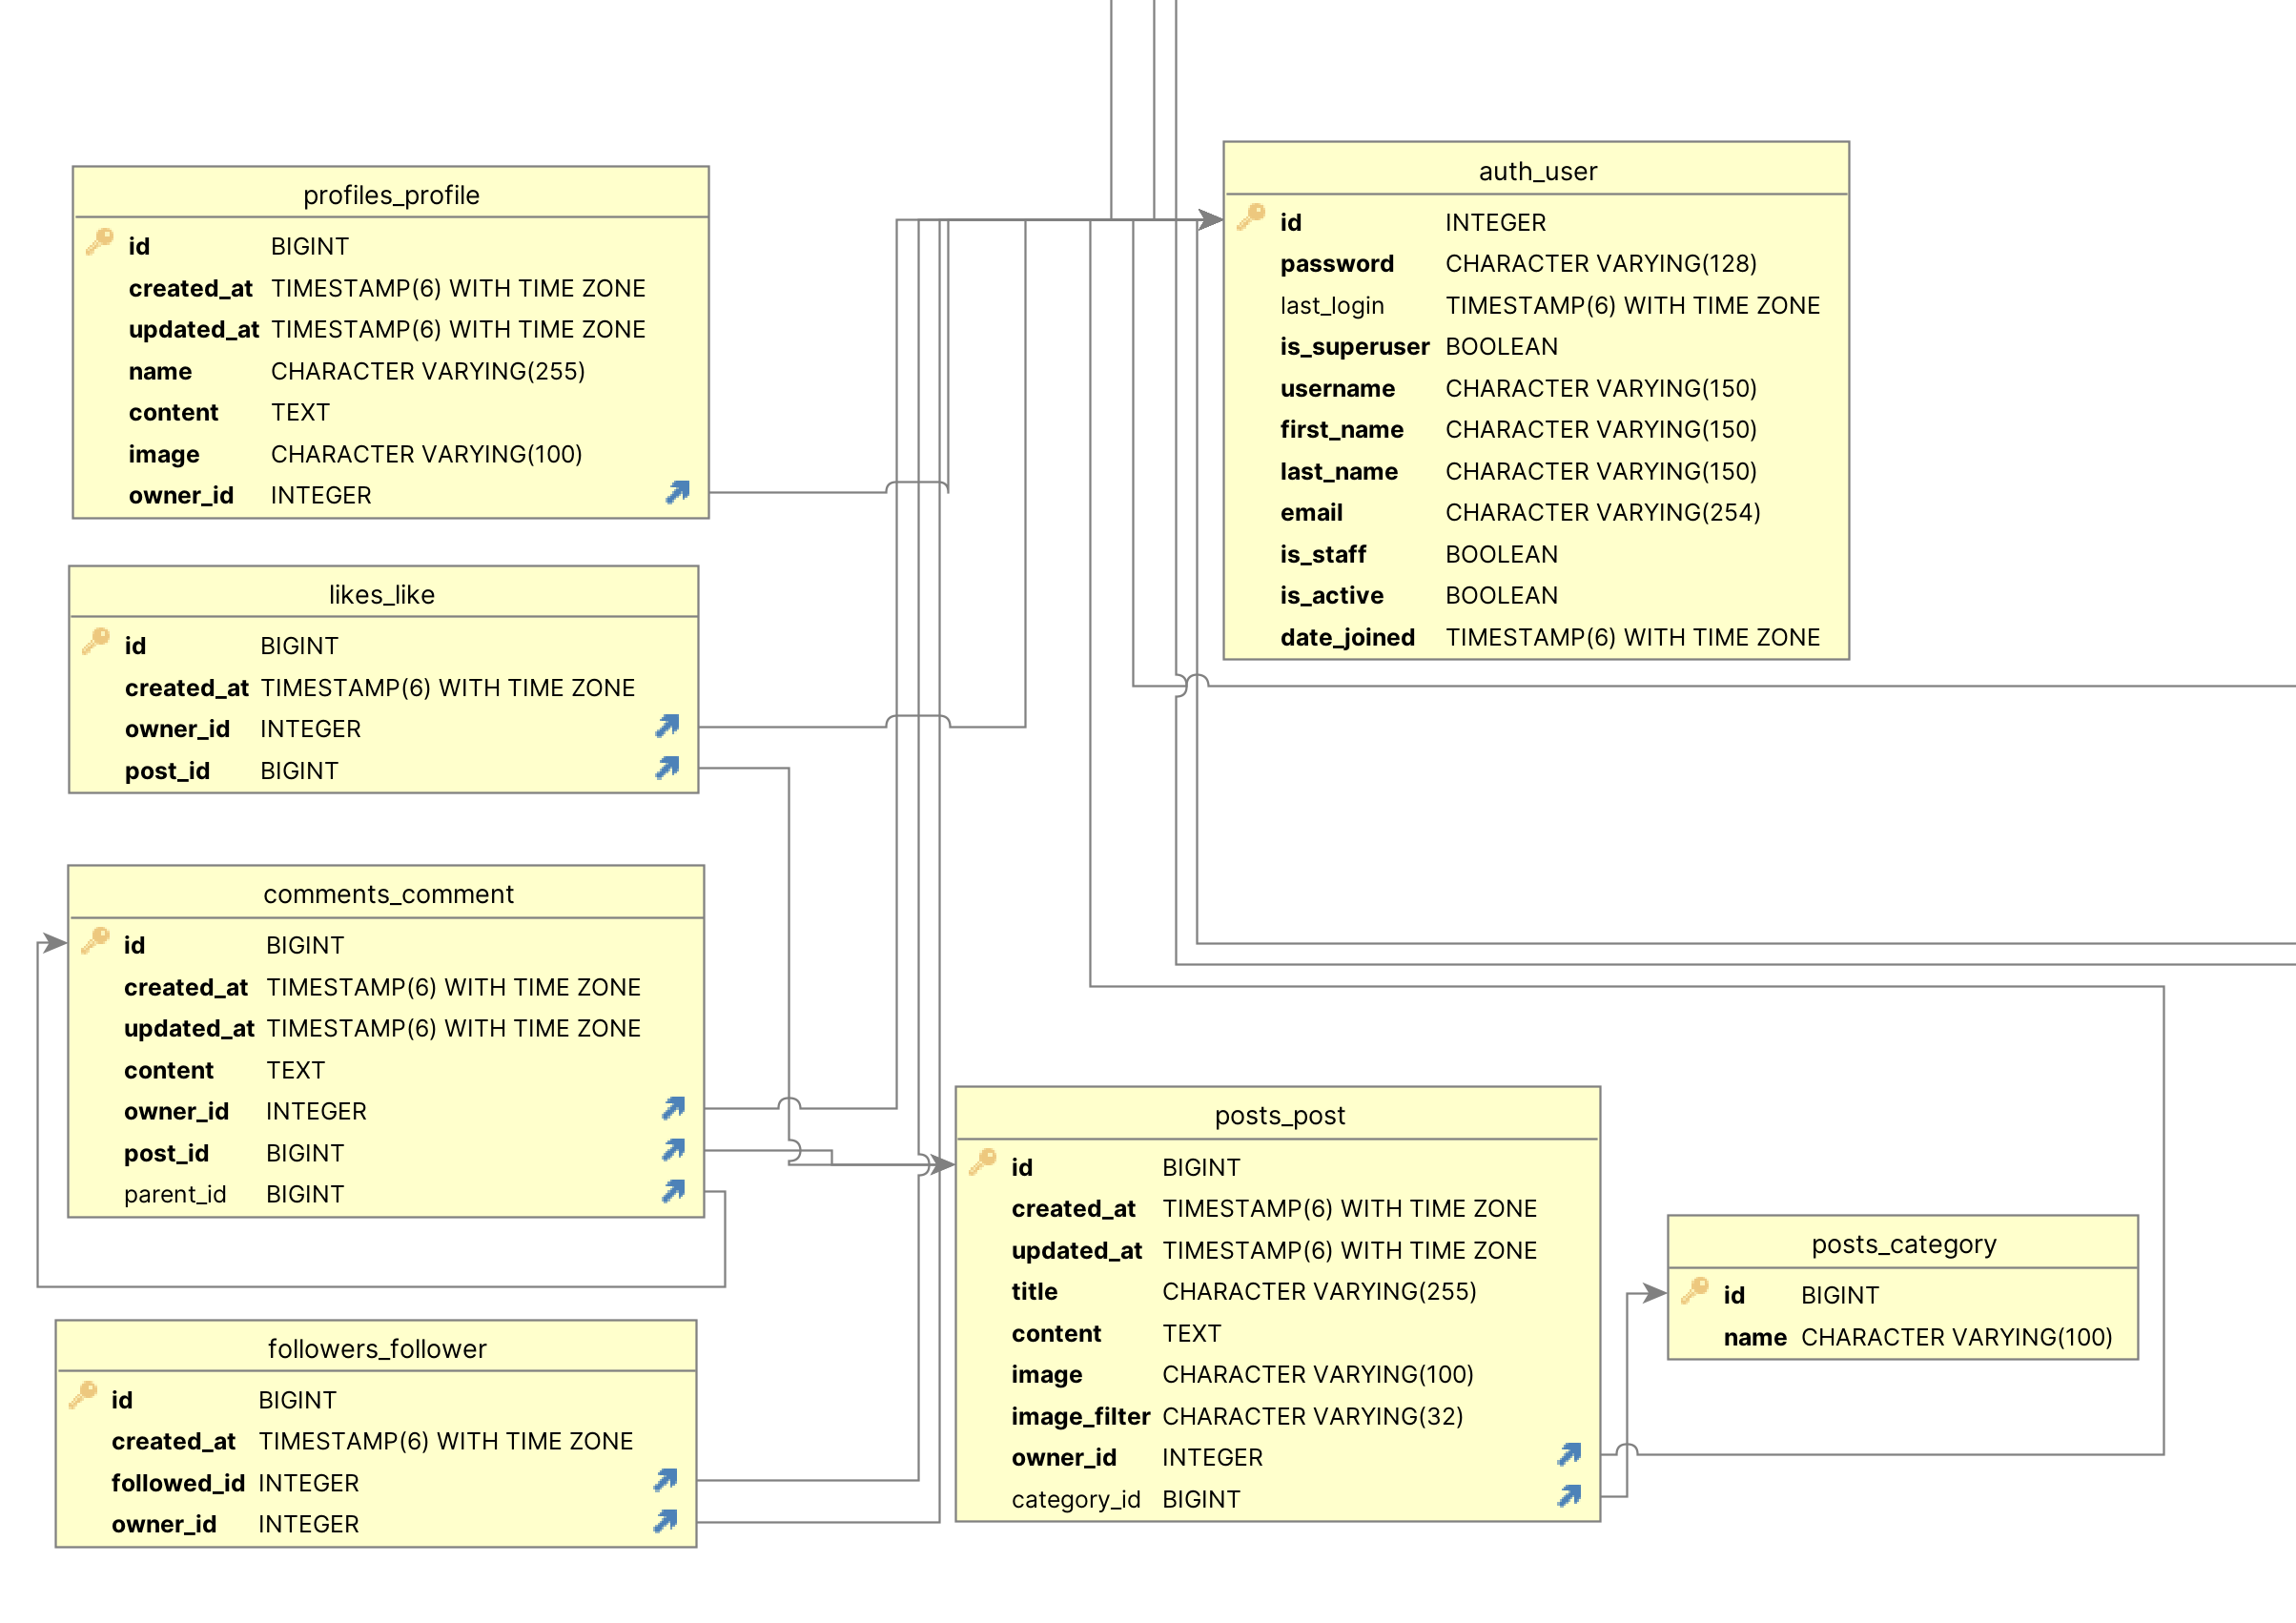 profiles_profile
id BIGINT
created_at TIMESTAMP(6) WITH TIME ZONE
updated_at TIMESTAMP(6) WITH TIME ZONE
name CHARACTER VARYING(255)
content TEXT
image CHARACTER VARYING(100)
owner_id INTEGER
auth_user
id INTEGER
password CHARACTER VARYING(128)
last_login TIMESTAMP(6) WITH TIME ZONE
is_superuser BOOLEAN
username CHARACTER VARYING(150)
first_name CHARACTER VARYING(150)
last_name CHARACTER VARYING(150)
email CHARACTER VARYING(254)
is_staff BOOLEAN
is_active BOOLEAN
date_joined TIMESTAMP(6) WITH TIME ZONE
likes_like
id BIGINT
created_at TIMESTAMP(6) WITH TIME ZONE
owner_id INTEGER
post_id BIGINT
comments_comment
id BIGINT
created_at TIMESTAMP(6) WITH TIME ZONE
updated_at TIMESTAMP(6) WITH TIME ZONE
content TEXT
owner_id INTEGER
post_id BIGINT
parent_id BIGINT
posts_post
id BIGINT
created_at TIMESTAMP(6) WITH TIME ZONE
updated_at TIMESTAMP(6) WITH TIME ZONE
title CHARACTER VARYING(255)
content TEXT
image CHARACTER VARYING(100)
image_filter CHARACTER VARYING(32)
owner_id INTEGER
category_id BIGINT
posts_category
id BIGINT
name CHARACTER VARYING(100)
followers_follower
id BIGINT
created_at TIMESTAMP(6) WITH TIME ZONE
followed_id INTEGER
owner_id INTEGER